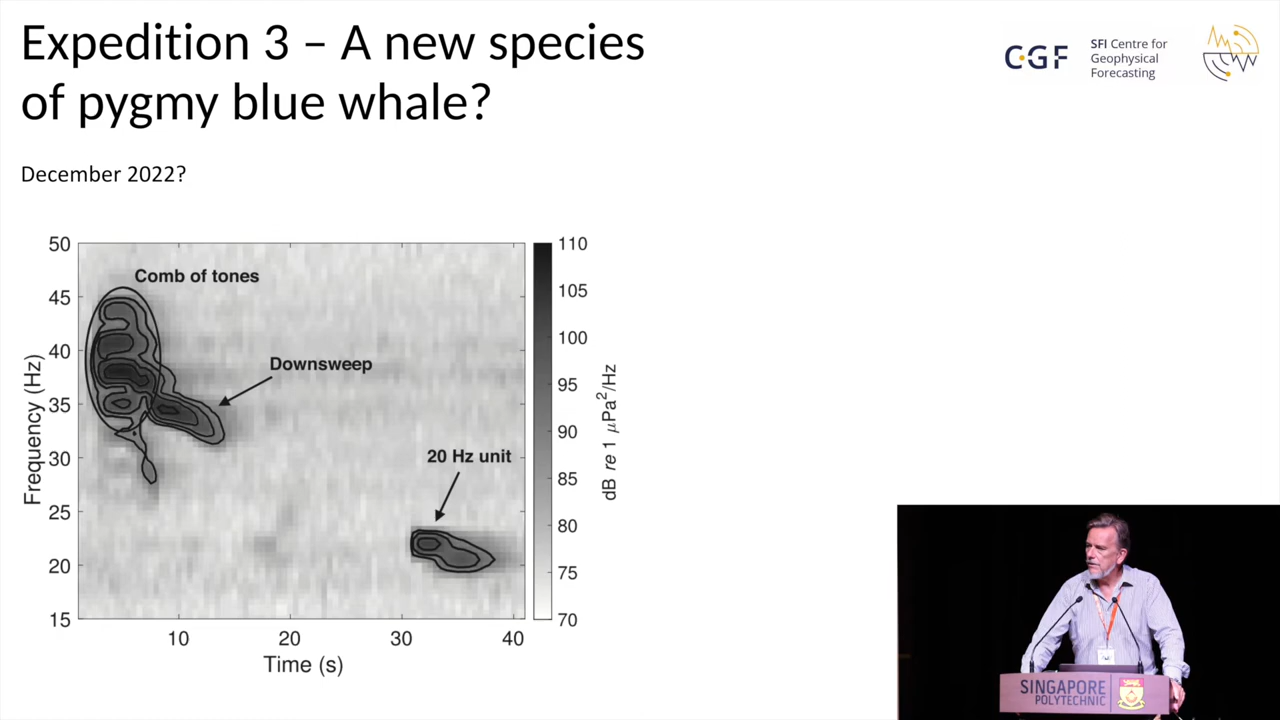 Expedition 3 – A new species
of pygmy blue whale?
CGF
SFI Centre for
Geophysical
Forecasting
December 2022?
50
45
40
35
30
25
20
15
Frequency (Hz)
Comb of tones
Downsweep
20 Hz unit
10
20
30
40
Time (s)
110
105
100
95
90
85
80
75
70
dB re 1 μPa²/Hz
SINGAPORE
POLYTECHNIC